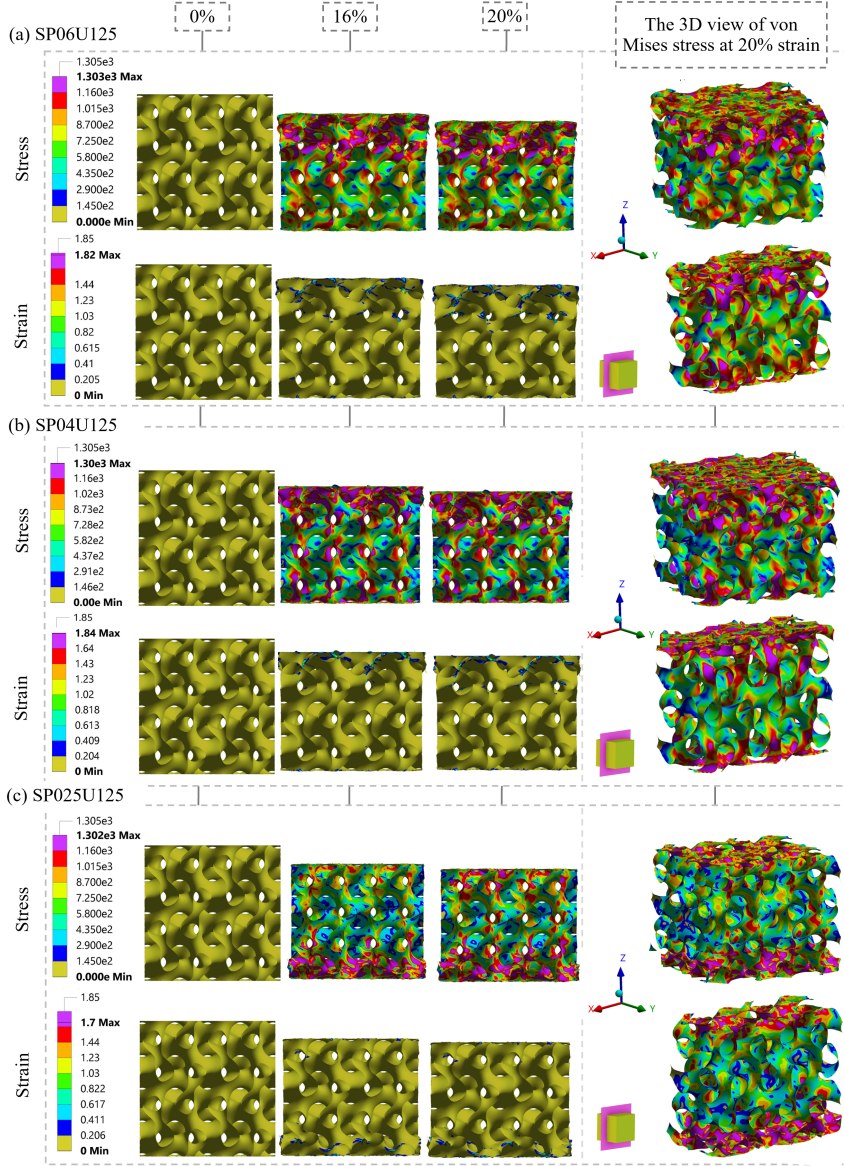 0%
16%
20%
The 3D view of von
Mises stress at 20% strain
(a) SP06U125
Stress
1.305e3
1.303e3 Max
1.160e3
1.015e3
8.700e2
7.250e2
5.800e2
4.350e2
2.900e2
1.450e2
0.000e Min
Z
X
Y
Strain
1.85
1.82 Max
1.44
1.23
1.03
0.82
0.615
0.41
0.205
0 Min
(b) SP04U125
Stress
1.305e3
1.30e3 Max
1.16e3
1.02e3
8.73e2
7.28e2
5.82e2
4.37e2
2.91e2
1.46e2
0.00e Min
Z
X
Y
Strain
1.85
1.84 Max
1.64
1.43
1.23
1.02
0.818
0.613
0.409
0.204
0 Min
(c) SP025U125
Stress
1.305e3
1.302e3 Max
1.160e3
1.015e3
8.700e2
7.250e2
5.800e2
4.350e2
2.900e2
1.450e2
0.000e Min
Z
X
Y
Strain
1.85
1.7 Max
1.44
1.23
1.03
0.822
0.617
0.411
0.206
0 Min